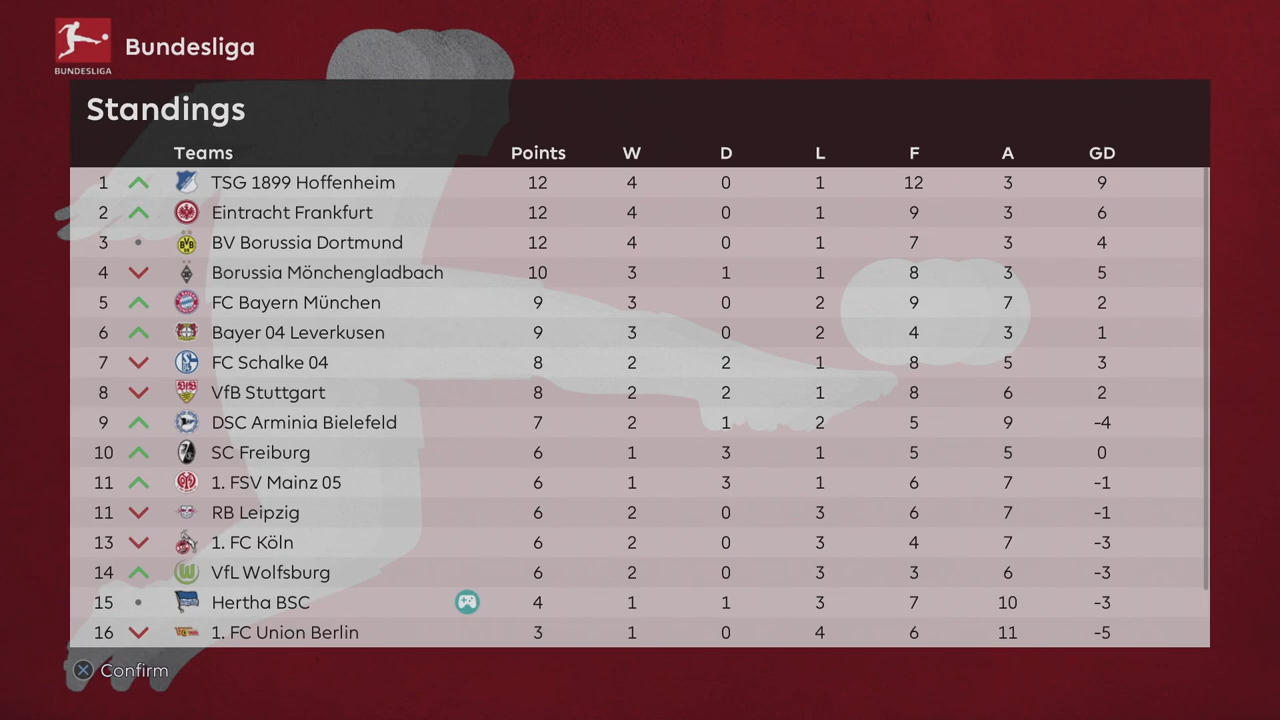 Bundesliga
BUNDESLIGA
Standings
Teams Points W D L F A GD
1 TSG 1899 Hoffenheim 12 4 0 1 12 3 9
2 Eintracht Frankfurt 12 4 0 1 9 3 6
3 BV Borussia Dortmund 12 4 0 1 7 3 4
4 Borussia Mönchengladbach 10 3 1 1 8 3 5
5 FC Bayern München 9 3 0 2 9 7 2
6 Bayer 04 Leverkusen 9 3 0 2 4 3 1
7 FC Schalke 04 8 2 2 1 8 5 3
8 VfB Stuttgart 8 2 2 1 8 6 2
9 DSC Arminia Bielefeld 7 2 1 2 5 9 -4
10 SC Freiburg 6 1 3 1 5 5 0
11 1. FSV Mainz 05 6 1 3 1 6 7 -1
11 RB Leipzig 6 2 0 3 6 7 -1
13 1. FC Köln 6 2 0 3 4 7 -3
14 VfL Wolfsburg 6 2 0 3 3 6 -3
15 Hertha BSC 4 1 1 3 7 10 -3
16 1. FC Union Berlin 3 1 0 4 6 11 -5
Confirm